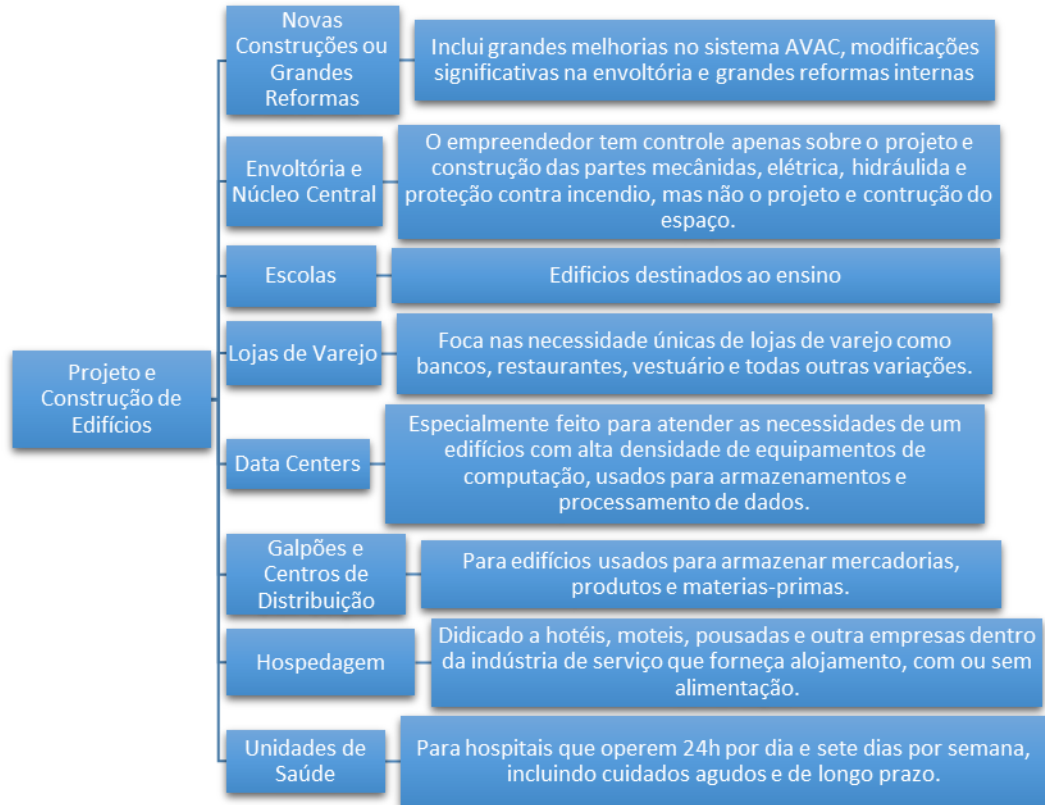 Novas
Construções ou
Grandes
Reformas
Inclui grandes melhorias no sistema AVAC, modificações
significativas na envoltória e grandes reformas internas
Envoltória e
Núcleo Central
O empreendedor tem controle apenas sobre o projeto e
construção das partes mecânidas, elétrica, hidráulida e
proteção contra incendio, mas não o projeto e contrução do
espaço.
Escolas
Edificios destinados ao ensino
Projeto e
Construção de
Edifícios
Lojas de Varejo
Foca nas necessidade únicas de lojas de varejo como
bancos, restaurantes, vestuário e todas outras variações.
Data Centers
Especialmente feito para atender as necessidades de um
edifícios com alta densidade de equipamentos de
computação, usados para armazenamentos e
processamento de dados.
Galpões e
Centros de
Distribuição
Para edifícios usados para armazenar mercadorias,
produtos e materias-primas.
Hospedagem
Didicado a hotéis, moteis, pousadas e outra empresas dentro
da indústria de serviço que forneça alojamento, com ou sem
alimentação.
Unidades de
Saúde
Para hospitais que operem 24h por dia e sete dias por semana,
incluindo cuidados agudos e de longo prazo.